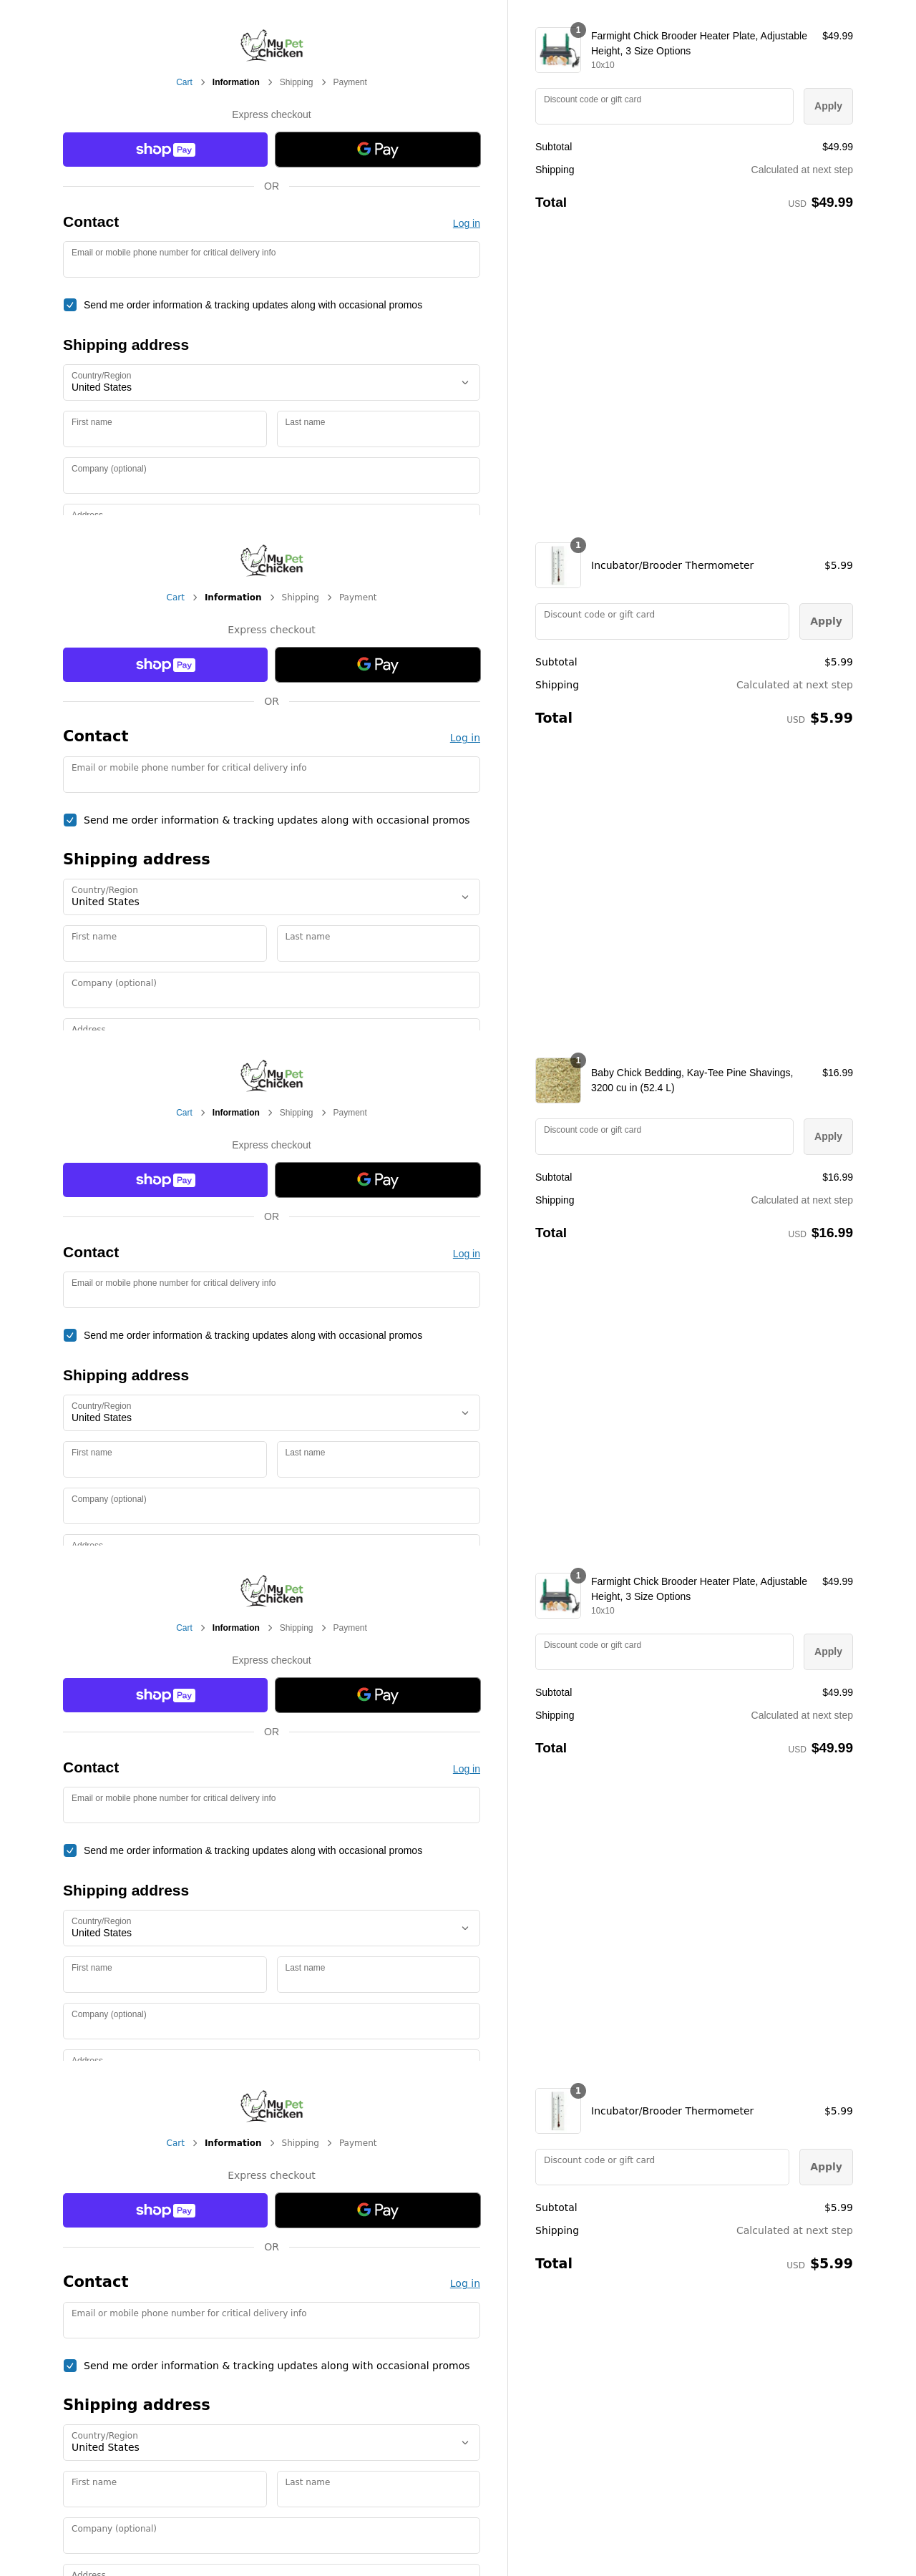 My Pet
Chicken
Cart > Information > Shipping > Payment
Express checkout
shop Pay
G Pay
OR
Contact
Log in
Email or mobile phone number for critical delivery info
Send me order information & tracking updates along with occasional promos
Shipping address
Country/Region
United States
First name
Last name
Company (optional)
Address
1
Farmight Chick Brooder Heater Plate, Adjustable
Height, 3 Size Options
10x10
$49.99
Discount code or gift card
Apply
Subtotal
$49.99
Shipping
Calculated at next step
Total
USD $49.99
My Pet
Chicken
Cart > Information > Shipping > Payment
Express checkout
shop Pay
G Pay
OR
Contact
Log in
Email or mobile phone number for critical delivery info
Send me order information & tracking updates along with occasional promos
Shipping address
Country/Region
United States
First name
Last name
Company (optional)
Address
1
Incubator/Brooder Thermometer
$5.99
Discount code or gift card
Apply
Subtotal
$5.99
Shipping
Calculated at next step
Total
USD $5.99
My Pet
Chicken
Cart > Information > Shipping > Payment
Express checkout
shop Pay
G Pay
OR
Contact
Log in
Email or mobile phone number for critical delivery info
Send me order information & tracking updates along with occasional promos
Shipping address
Country/Region
United States
First name
Last name
Company (optional)
Address
1
Baby Chick Bedding, Kay-Tee Pine Shavings,
3200 cu in (52.4 L)
$16.99
Discount code or gift card
Apply
Subtotal
$16.99
Shipping
Calculated at next step
Total
USD $16.99
My Pet
Chicken
Cart > Information > Shipping > Payment
Express checkout
shop Pay
G Pay
OR
Contact
Log in
Email or mobile phone number for critical delivery info
Send me order information & tracking updates along with occasional promos
Shipping address
Country/Region
United States
First name
Last name
Company (optional)
Address
1
Farmight Chick Brooder Heater Plate, Adjustable
Height, 3 Size Options
10x10
$49.99
Discount code or gift card
Apply
Subtotal
$49.99
Shipping
Calculated at next step
Total
USD $49.99
My Pet
Chicken
Cart > Information > Shipping > Payment
Express checkout
shop Pay
G Pay
OR
Contact
Log in
Email or mobile phone number for critical delivery info
Send me order information & tracking updates along with occasional promos
Shipping address
Country/Region
United States
First name
Last name
Company (optional)
Address
1
Incubator/Brooder Thermometer
$5.99
Discount code or gift card
Apply
Subtotal
$5.99
Shipping
Calculated at next step
Total
USD $5.99